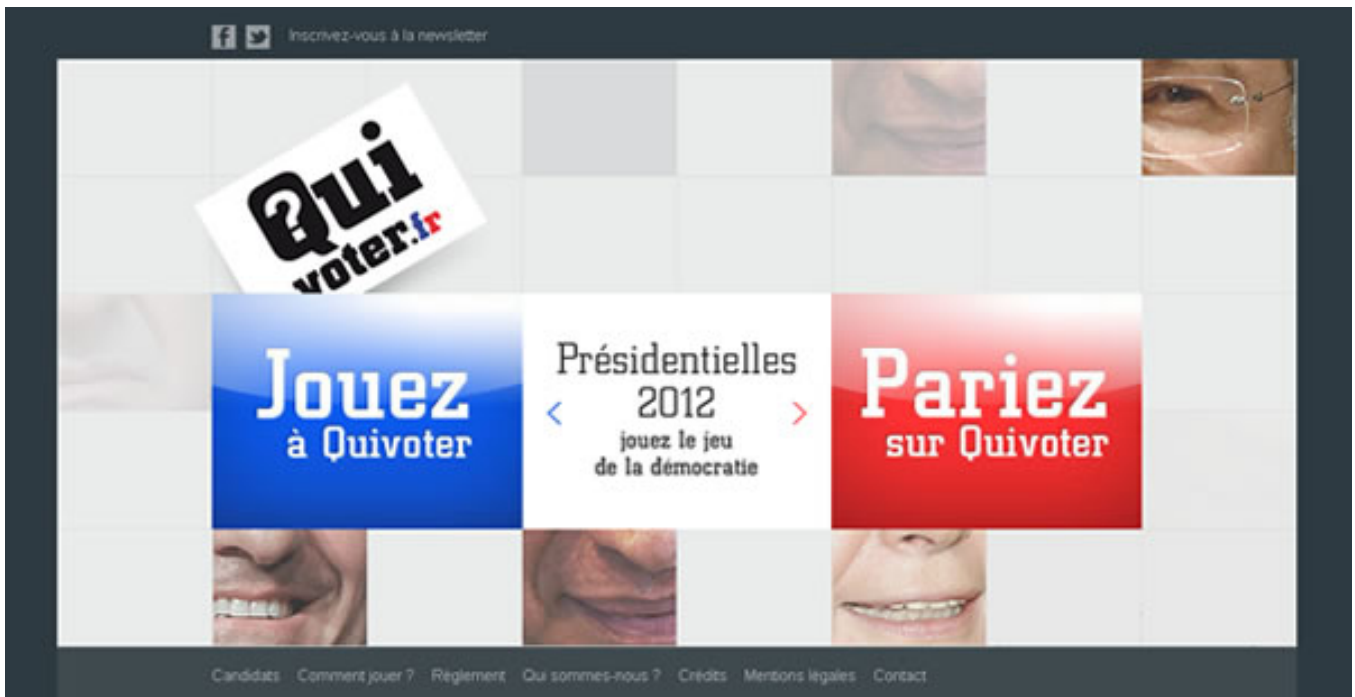 Inscrivez-vous à la newsletter
Qui
voter.fr
Jouez
à Quivoter
Présidentielles
2012
jouez le jeu
de la démocratie
Pariez
sur Quivoter
Candidats Comment jouer ? Règlement Qui sommes-nous ? Crédits Mentions légales Contact